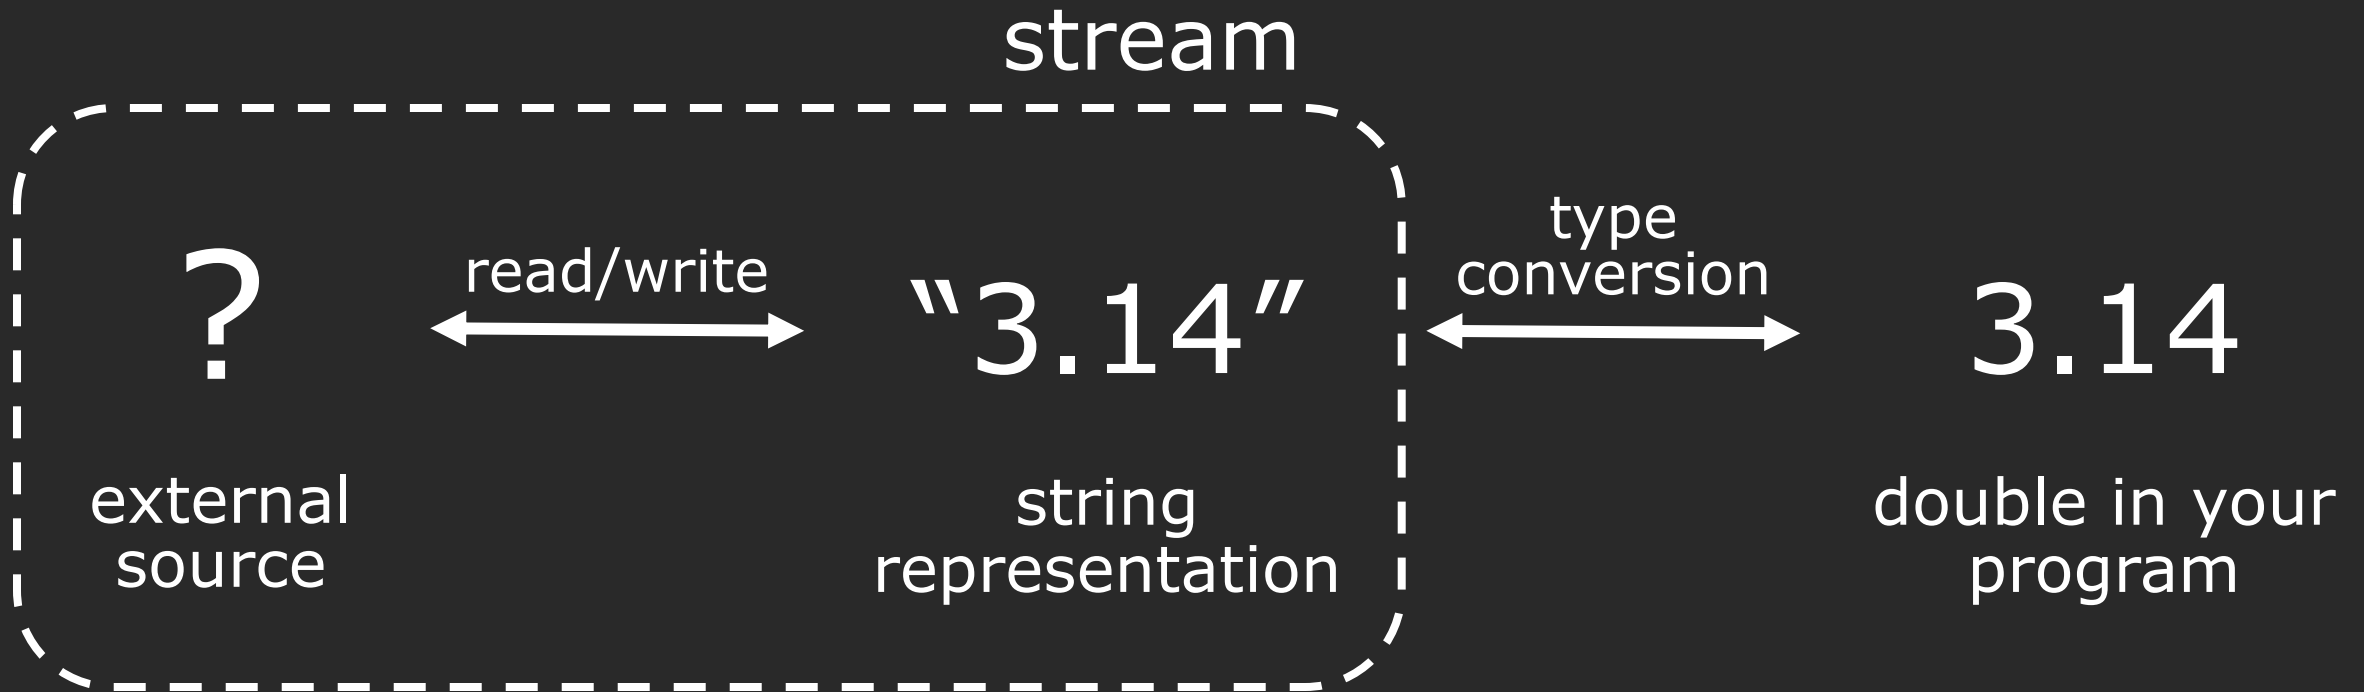 stream
?
external
source
read/write
“3.14”
string
representation
type
conversion
3.14
double in your
program